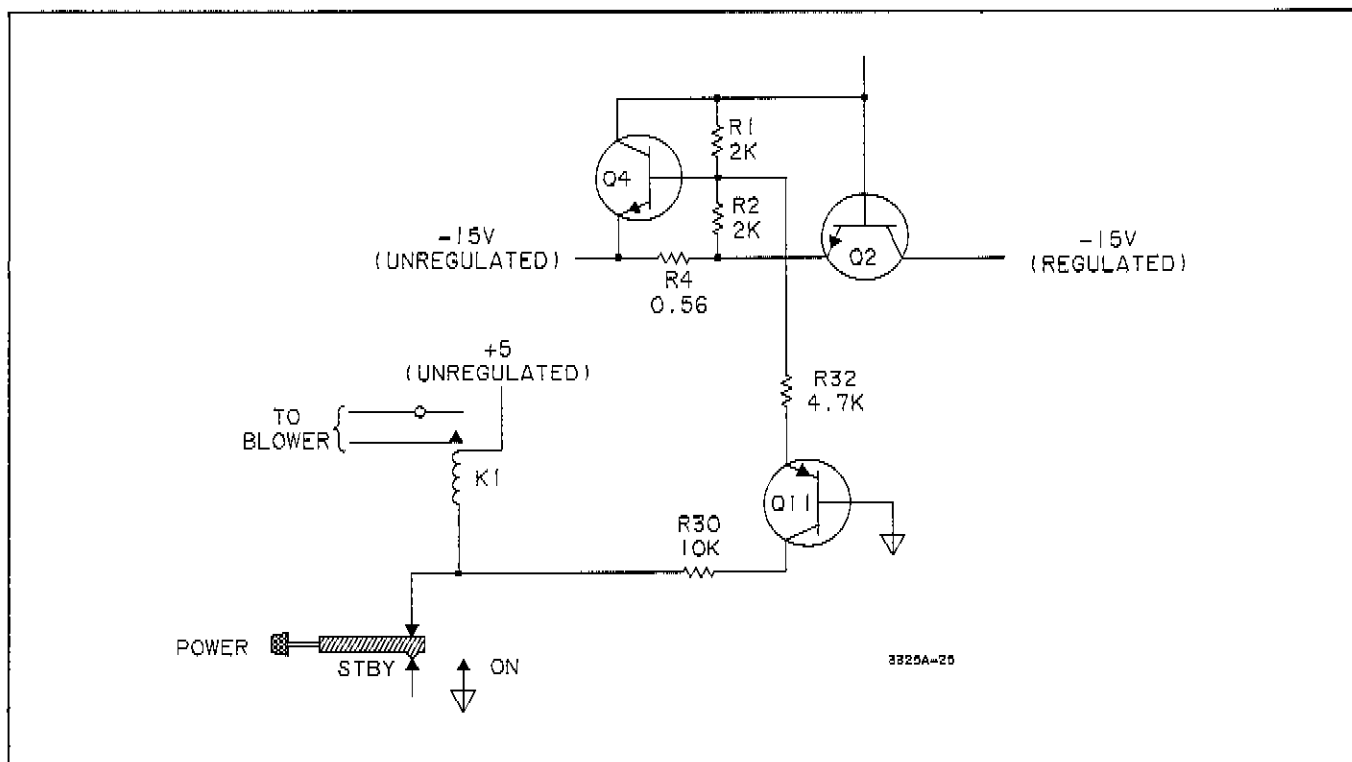 R1
2K
Q4
R2
2K
-15V
(UNREGULATED)
Q2
-15V
(REGULATED)
R4
0.56
+5
(UNREGULATED)
R32
4.7K
TO
BLOWER
K1
Q11
R30
10K
POWER
STBY
ON
3325A-25